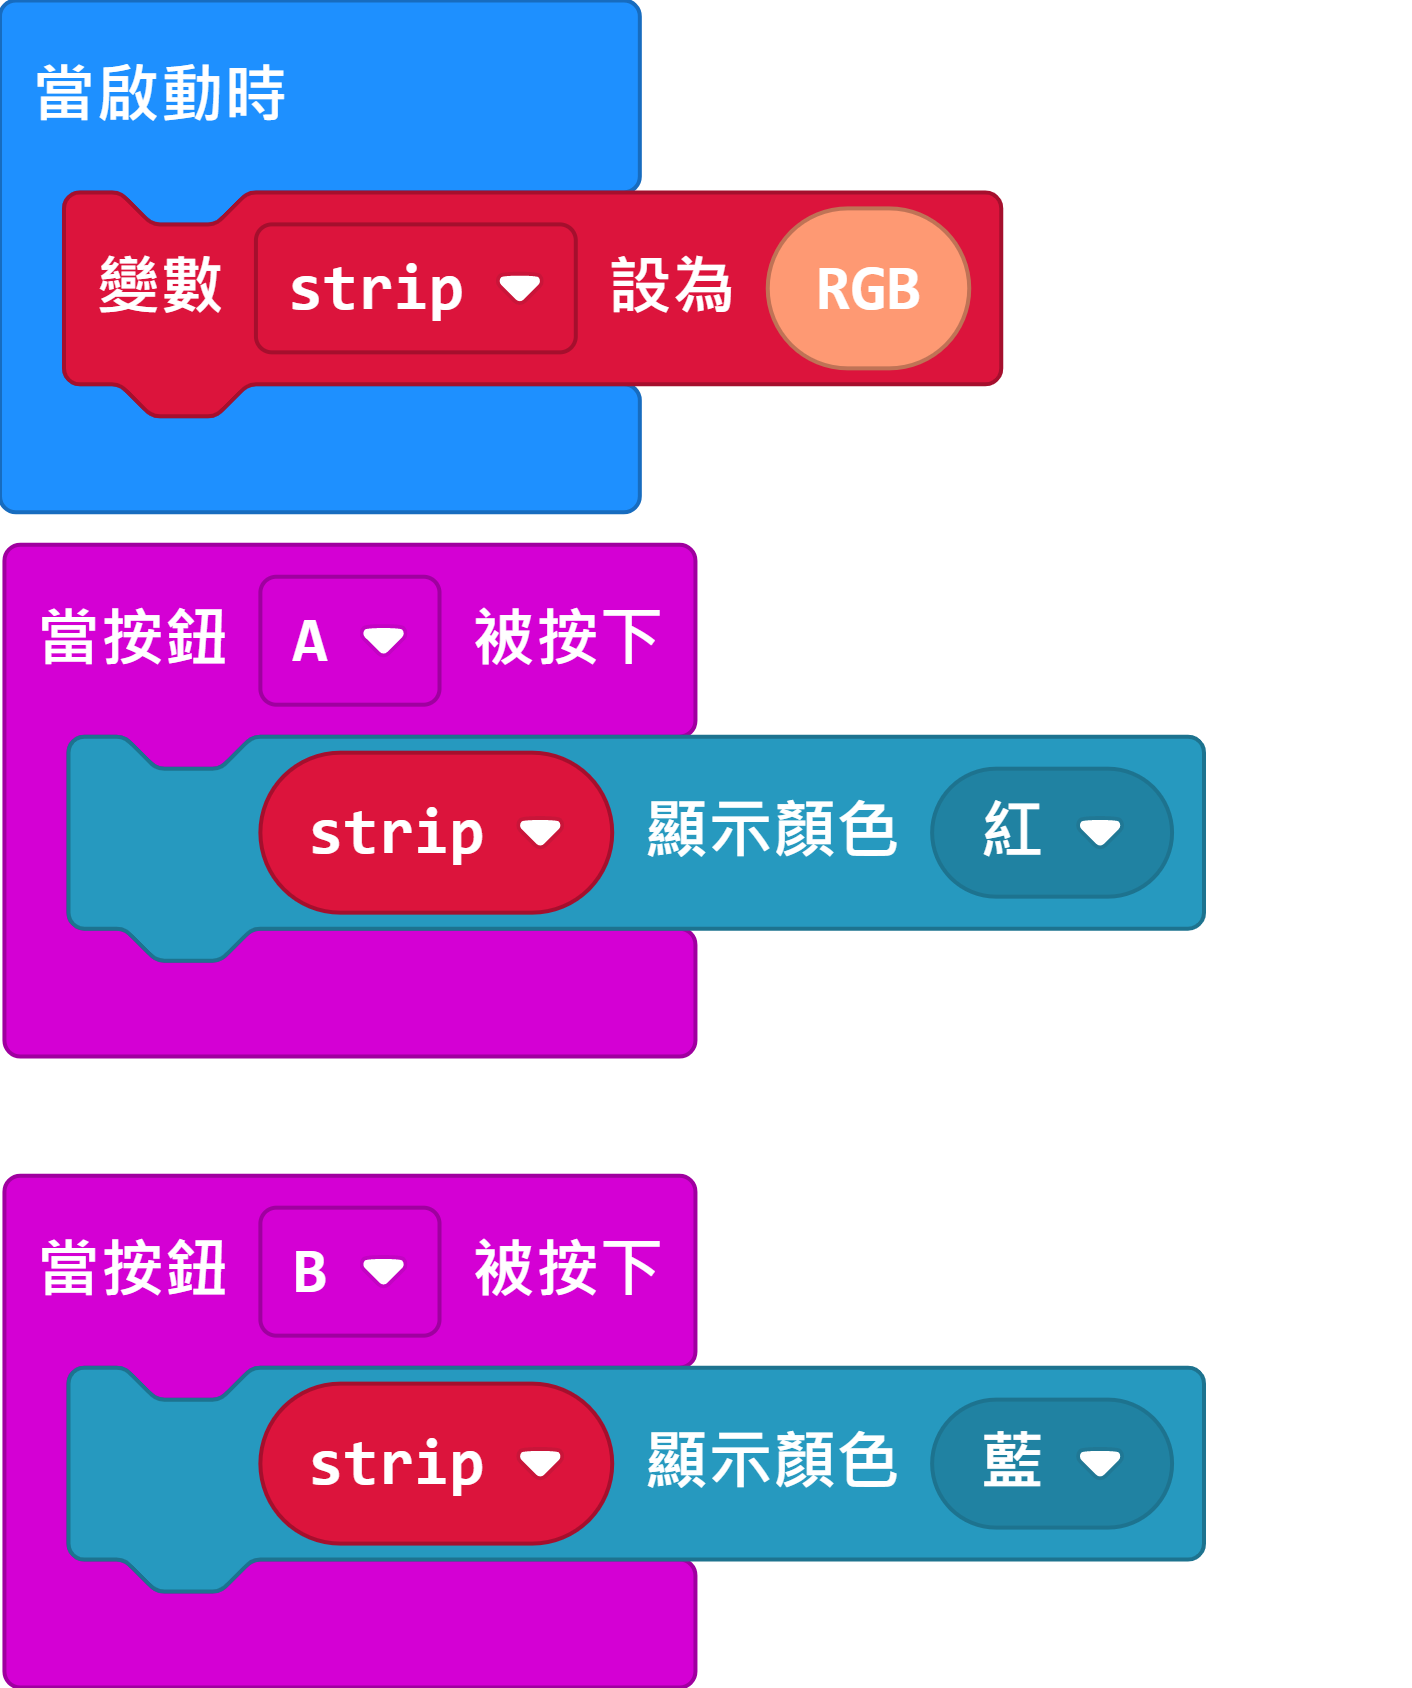 當啟動時
變數 strip 設為 RGB
當按鈕 A 被按下
strip 顯示顏色 紅
當按鈕 B 被按下
strip 顯示顏色 藍